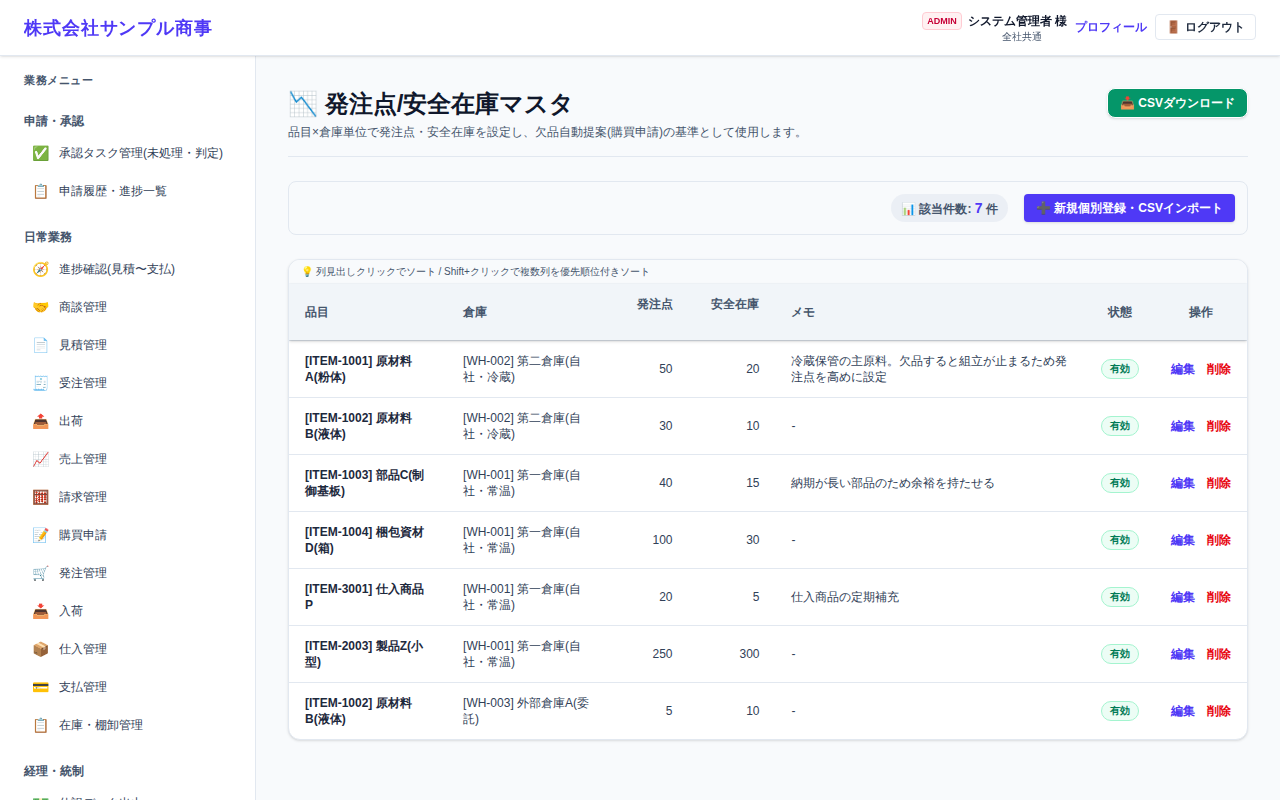 株式会社サンプル商事
ADMIN システム管理者 様
全社共通
プロフィール
🚪 ログアウト
業務メニュー
申請・承認
✅ 承認タスク管理(未処理・判定)
📋 申請履歴・進捗一覧
日常業務
🧭 進捗確認(見積〜支払)
🤝 商談管理
📄 見積管理
🧾 受注管理
📤 出荷
📈 売上管理
🧮 請求管理
📝 購買申請
🛒 発注管理
📥 入荷
📦 仕入管理
💳 支払管理
📋 在庫・棚卸管理
経理・統制
📉 発注点/安全在庫マスタ
📥 CSVダウンロード
品目×倉庫単位で発注点・安全在庫を設定し、欠品自動提案(購買申請)の基準として使用します。
📊 該当件数: 7 件
➕ 新規個別登録・CSVインポート
💡 列見出しクリックでソート / Shift+クリックで複数列を優先順位付きソート
品目 倉庫 発注点 安全在庫 メモ 状態 操作
[ITEM-1001] 原材料 [WH-002] 第二倉庫(自 50 20 冷蔵保管の主原料。欠品すると組立が止まるため発 有効 編集 削除
A(粉体) 社・冷蔵) 注点を高めに設定
[ITEM-1002] 原材料 [WH-002] 第二倉庫(自 30 10 - 有効 編集 削除
B(液体) 社・冷蔵)
[ITEM-1003] 部品C(制 [WH-001] 第一倉庫(自 40 15 納期が長い部品のため余裕を持たせる 有効 編集 削除
御基板) 社・常温)
[ITEM-1004] 梱包資材 [WH-001] 第一倉庫(自 100 30 - 有効 編集 削除
D(箱) 社・常温)
[ITEM-3001] 仕入商品 [WH-001] 第一倉庫(自 20 5 仕入商品の定期補充 有効 編集 削除
P 社・常温)
[ITEM-2003] 製品Z(小 [WH-001] 第一倉庫(自 250 300 - 有効 編集 削除
型) 社・常温)
[ITEM-1002] 原材料 [WH-003] 外部倉庫A(委 5 10 - 有効 編集 削除
B(液体) 託)